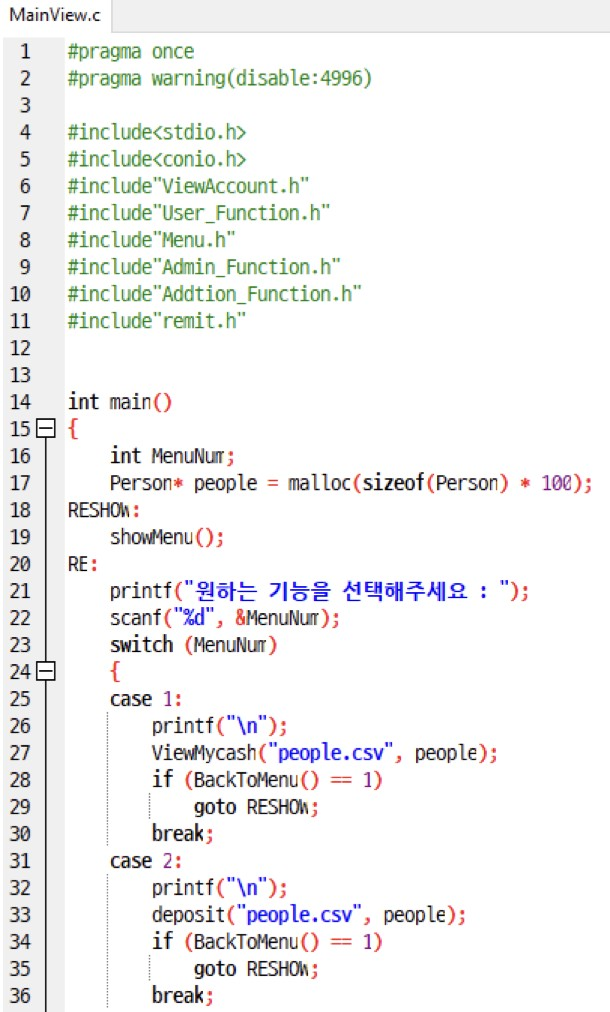 MainView.c
1 #pragma once
2 #pragma warning(disable:4996)
3
4 #include<stdio.h>
5 #include<conio.h>
6 #include"ViewAccount.h"
7 #include"User_Function.h"
8 #include"Menu.h"
9 #include"Admin_Function.h"
10 #include"Addtion_Function.h"
11 #include"remit.h"
12
13
14 int main()
15 {
16 int MenuNum;
17 Person* people = malloc(sizeof(Person) * 100);
18 RESHOW:
19 showMenu();
20 RE:
21 printf("원하는 기능을 선택해주세요 : ");
22 scanf("%d", &MenuNum);
23 switch (MenuNum)
24 {
25 case 1:
26 printf("\n");
27 ViewMycash("people.csv", people);
28 if (BackToMenu() == 1)
29 goto RESHOW;
30 break;
31 case 2:
32 printf("\n");
33 deposit("people.csv", people);
34 if (BackToMenu() == 1)
35 goto RESHOW;
36 break;